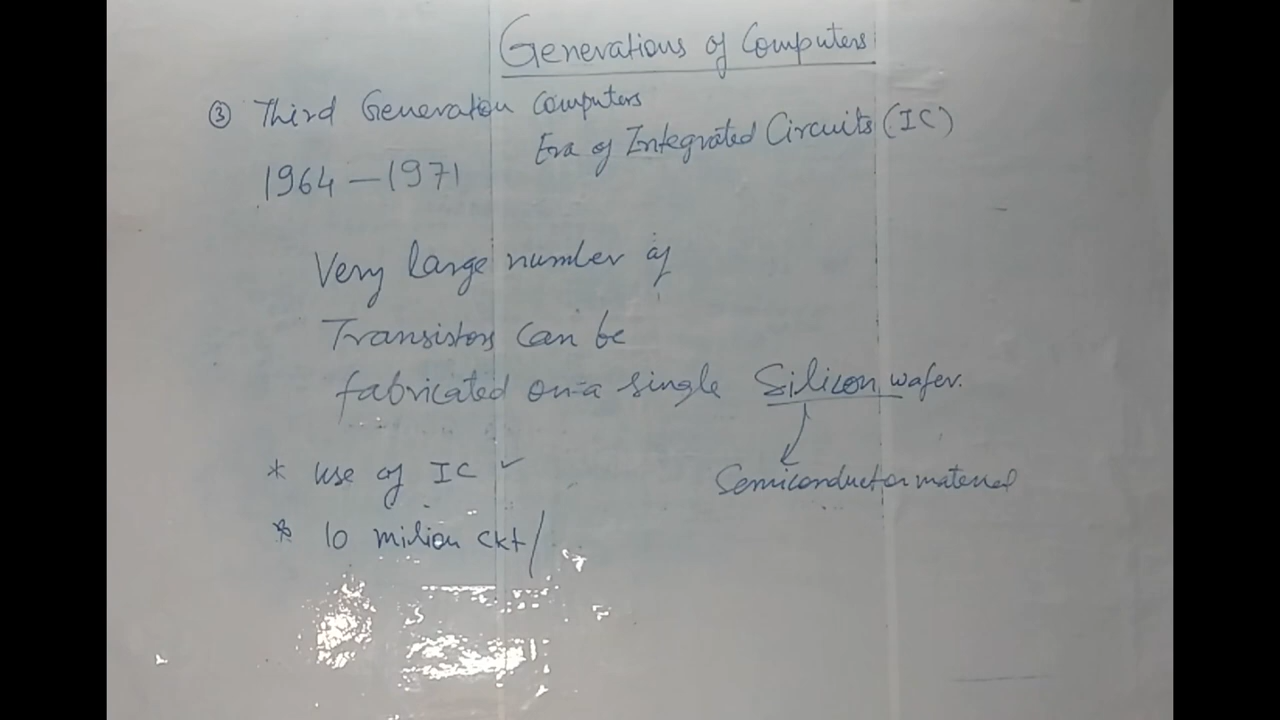 Generations of Computers
③ Third Generation Computers
Era of Integrated Circuits (IC)
1964 – 1971
Very large number of
Transistors can be
fabricated on a single Silicon wafer.
Semiconductor material
* use of IC ✓
* 10 million ckt/